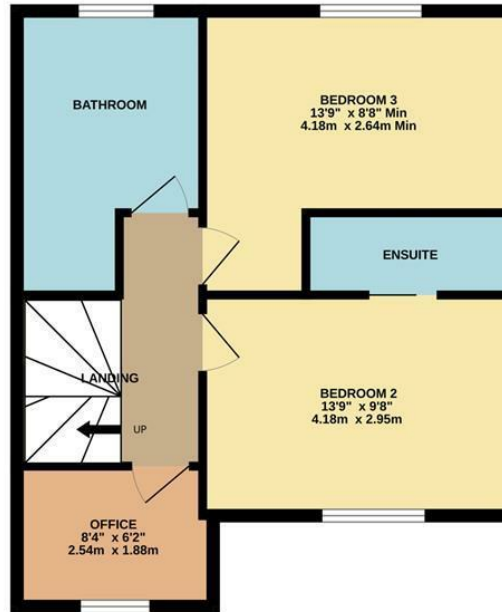 BATHROOM
BEDROOM 3
13'9" x 8'8" Min
4.18m x 2.64m Min
ENSUITE
LANDING
UP
BEDROOM 2
13'9" x 9'8"
4.18m x 2.95m
OFFICE
8'4" x 6'2"
2.54m x 1.88m